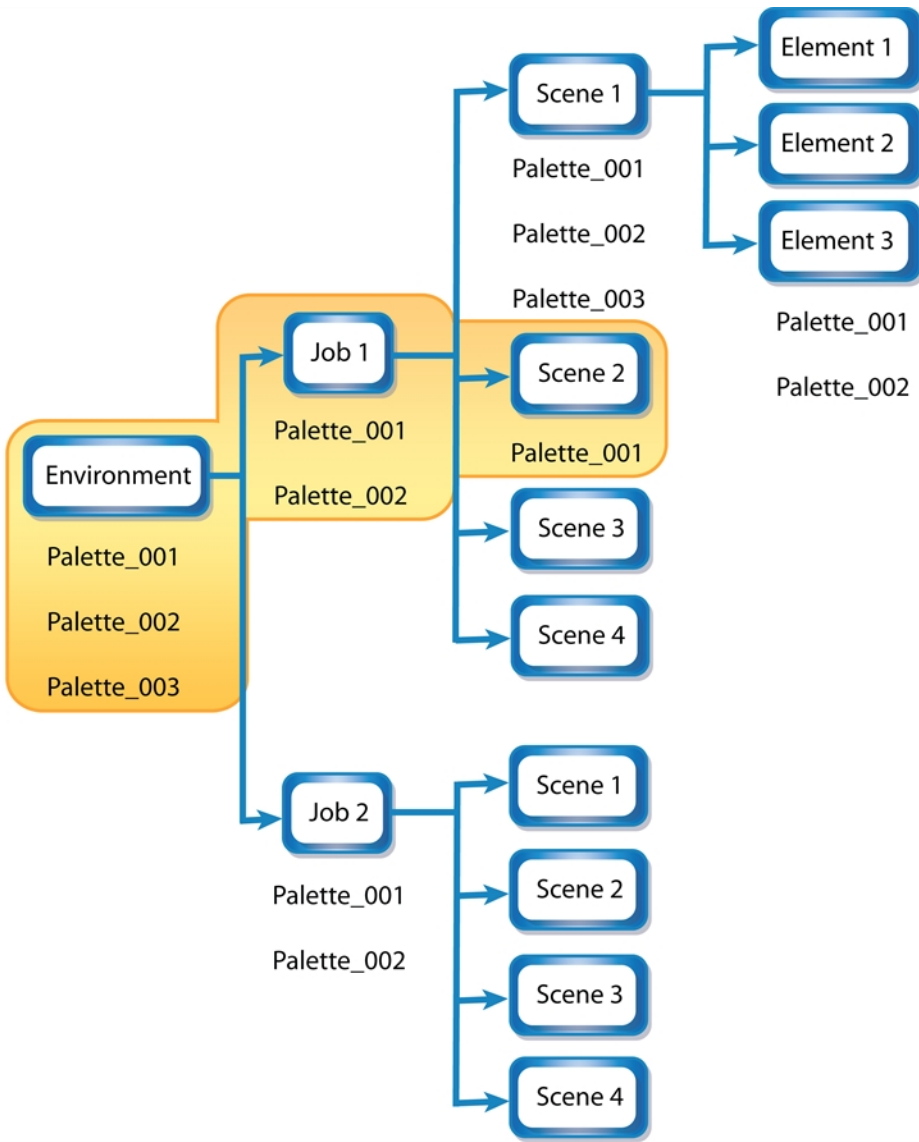 Element 1
Scene 1
Element 2
Palette_001
Palette_002
Element 3
Palette_003
Palette_001
Job 1
Scene 2
Palette_002
Palette_001
Palette_001
Environment
Palette_002
Scene 3
Palette_001
Palette_002
Scene 4
Palette_003
Scene 1
Job 2
Scene 2
Palette_001
Palette_002
Scene 3
Scene 4